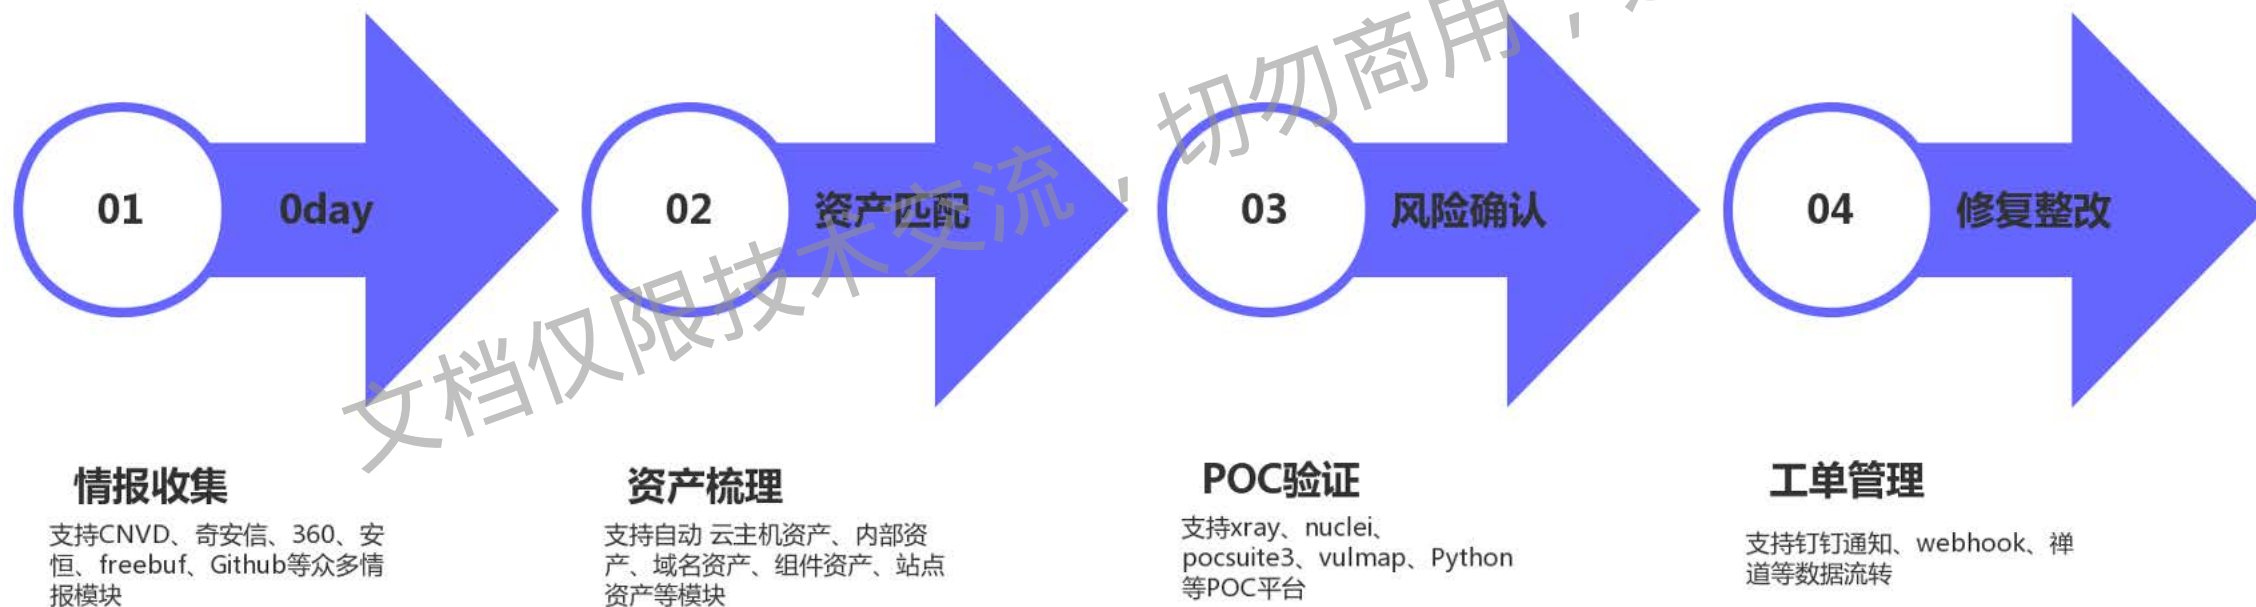 01
0day
02
资产匹配
03
风险确认
04
修复整改
文档仅限技术交流，切勿商用，
情报收集
支持CNVD、奇安信、360、安
恒、freebuf、Github等众多情
报模块
资产梳理
支持自动 云主机资产、内部资
产、域名资产、组件资产、站点
资产等模块
POC验证
支持xray、nuclei、
pocsuite3、vulmap、Python
等POC平台
工单管理
支持钉钉通知、webhook、禅
道等数据流转